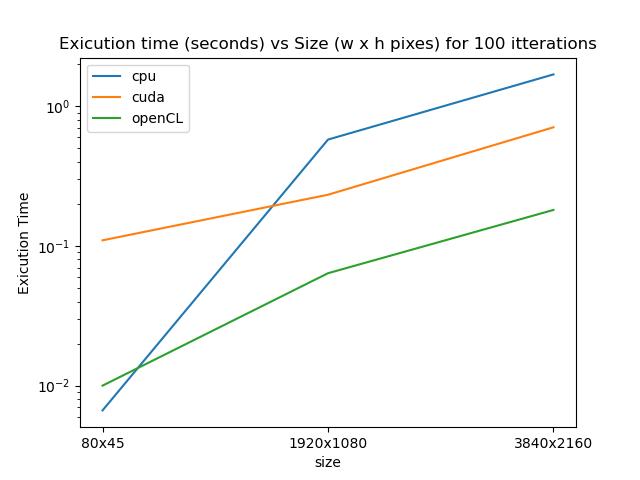 Exicution time (seconds) vs Size (w x h pixes) for 100 itterations
cpu
cuda
openCL
Exicution Time
10⁰
10⁻¹
10⁻²
80x45
1920x1080
3840x2160
size